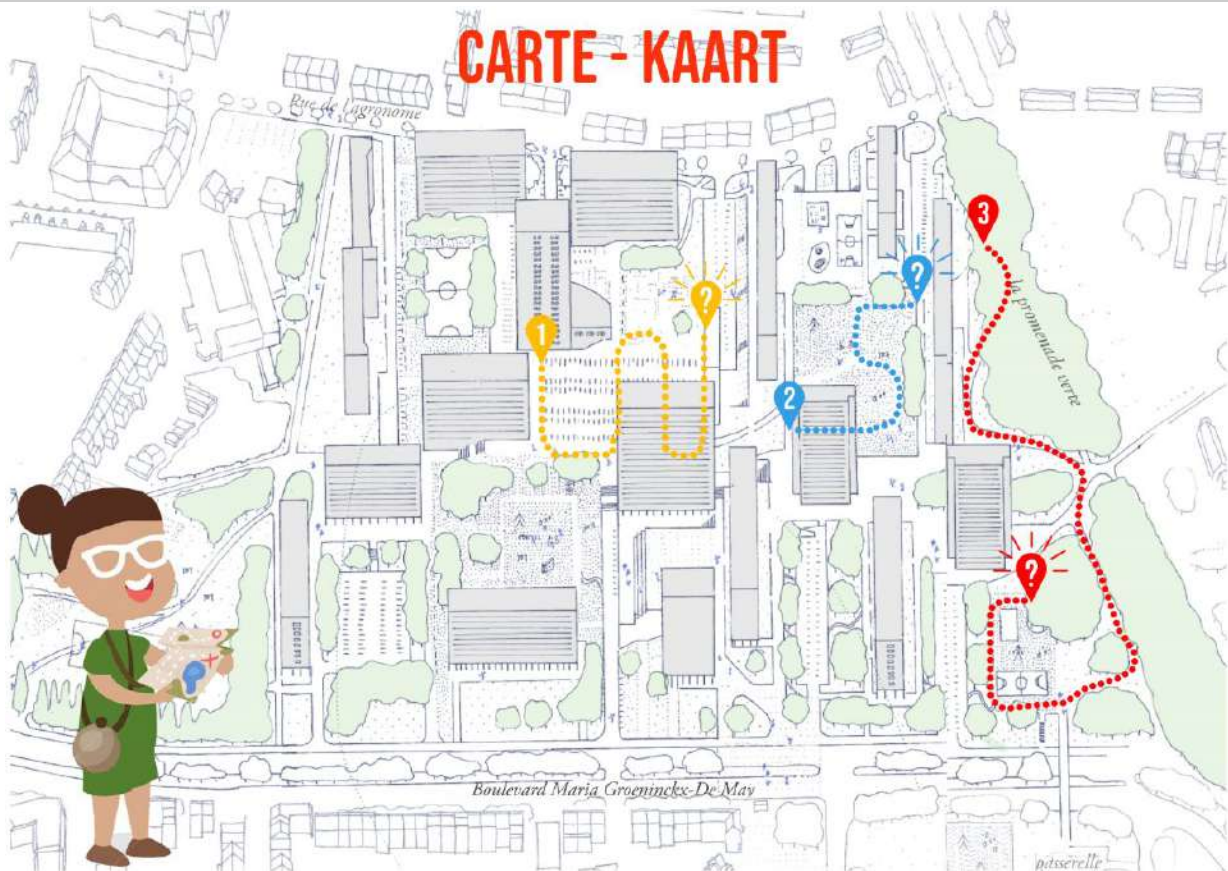 CARTE - KAART
Rue de l'agronome
3
?
?
la promenade verte
1
2
?
Boulevard Maria Groeninckx-De May
passerelle